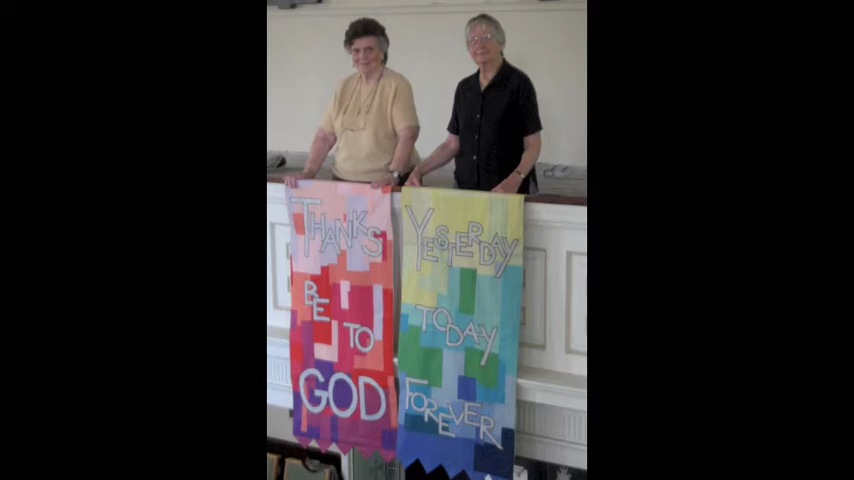 THANKS
BE TO
GOD
YESTERDAY
TODAY
FOREVER